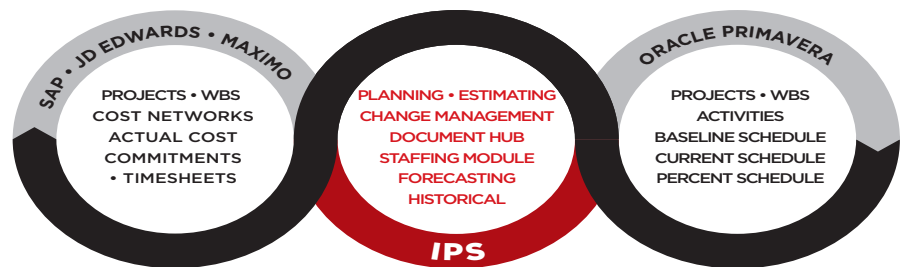 SAP • JD EDWARDS • MAXIMO
PROJECTS • WBS
COST NETWORKS
ACTUAL COST
COMMITMENTS
• TIMESHEETS
PLANNING • ESTIMATING
CHANGE MANAGEMENT
DOCUMENT HUB
STAFFING MODULE
FORECASTING
HISTORICAL
IPS
ORACLE PRIMAVERA
PROJECTS • WBS
ACTIVITIES
BASELINE SCHEDULE
CURRENT SCHEDULE
PERCENT SCHEDULE